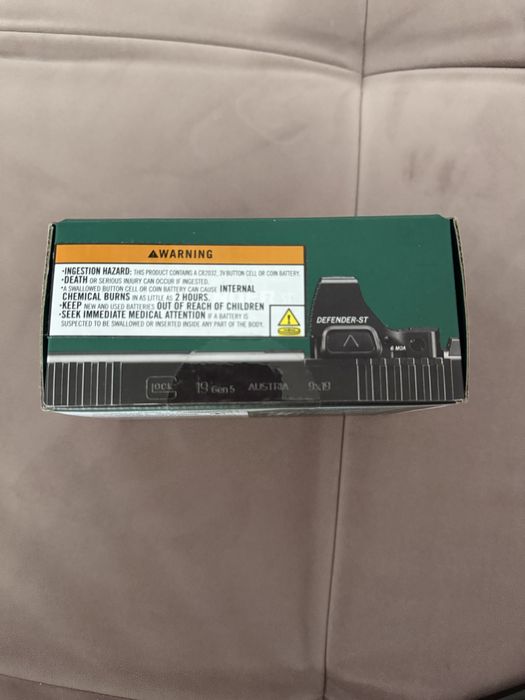 WARNING
•INGESTION HAZARD: THIS PRODUCT CONTAINS A CR2032, 3V BUTTON CELL OR COIN BATTERY.
•DEATH OR SERIOUS INJURY CAN OCCUR IF INGESTED.
•A SWALLOWED BUTTON CELL OR COIN BATTERY CAN CAUSE INTERNAL
CHEMICAL BURNS IN AS LITTLE AS 2 HOURS.
•KEEP NEW AND USED BATTERIES OUT OF REACH OF CHILDREN
•SEEK IMMEDIATE MEDICAL ATTENTION IF A BATTERY IS
SUSPECTED TO BE SWALLOWED OR INSERTED INSIDE ANY PART OF THE BODY.
DEFENDER-ST
6 MOA
GLOCK 19 Gen5 AUSTRIA 9x19